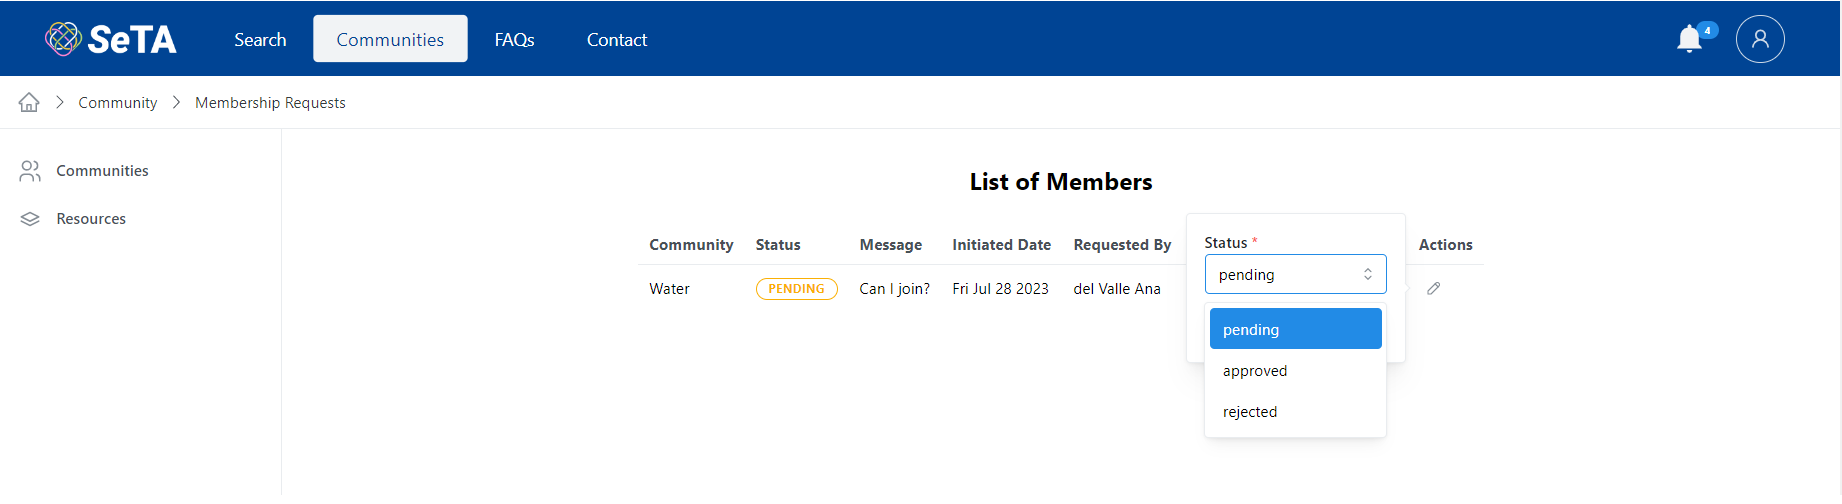 SeTA Search Communities FAQs Contact 4
Community Membership Requests
Communities
Resources
List of Members
Community Status Message Initiated Date Requested By Status * Actions
Water PENDING Can I join? Fri Jul 28 2023 del Valle Ana pending
pending
approved
rejected